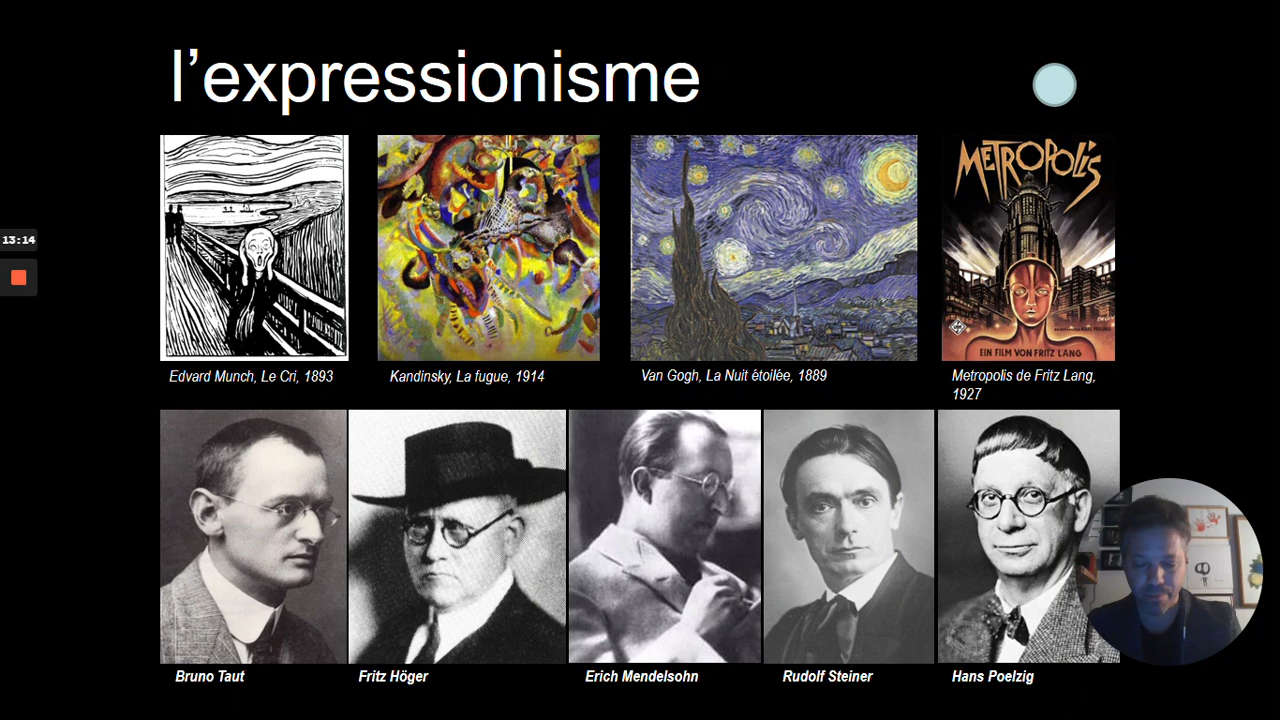 l’expressionisme
13:14
METROPOLIS
EIN FILM VON FRITZ LANG
Edvard Munch, Le Cri, 1893
Kandinsky, La fugue, 1914
Van Gogh, La Nuit étoilée, 1889
Metropolis de Fritz Lang,
1927
Bruno Taut
Fritz Höger
Erich Mendelsohn
Rudolf Steiner
Hans Poelzig